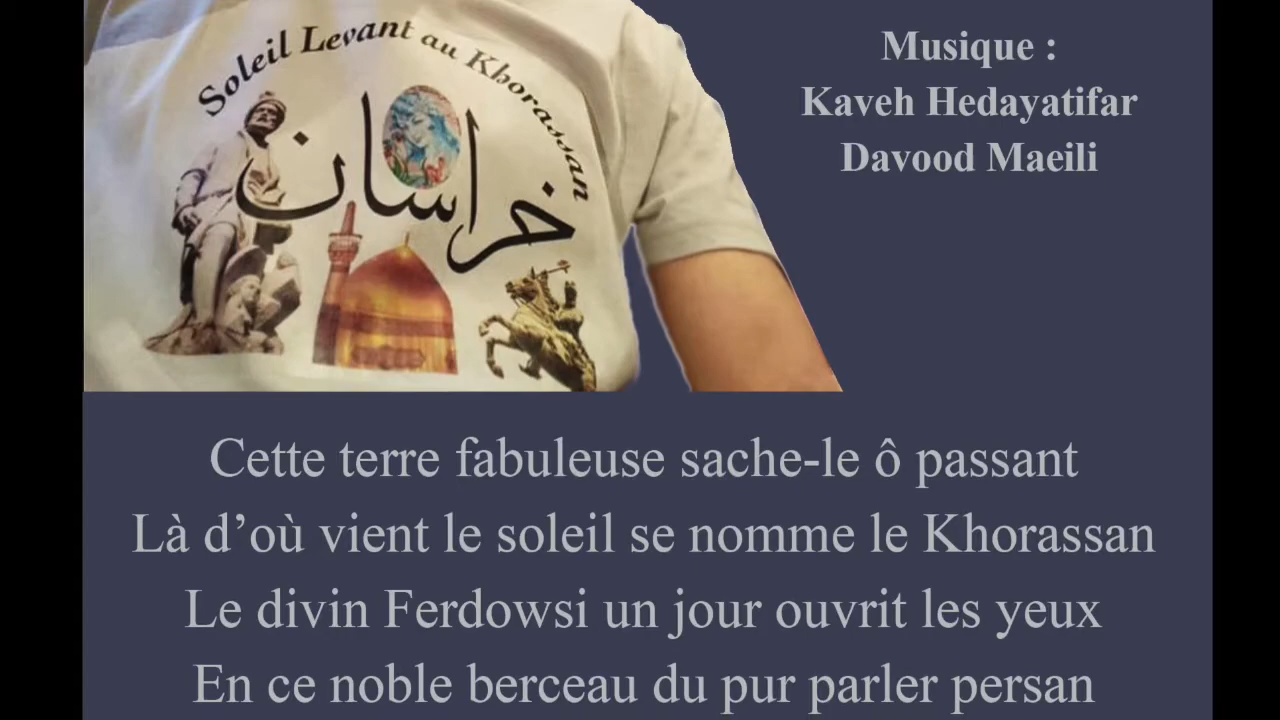 Soleil Levant au Khorassan
خراسان
Musique :
Kaveh Hedayatifar
Davood Maeili
Cette terre fabuleuse sache-le ô passant
Là d’où vient le soleil se nomme le Khorassan
Le divin Ferdowsi un jour ouvrit les yeux
En ce noble berceau du pur parler persan